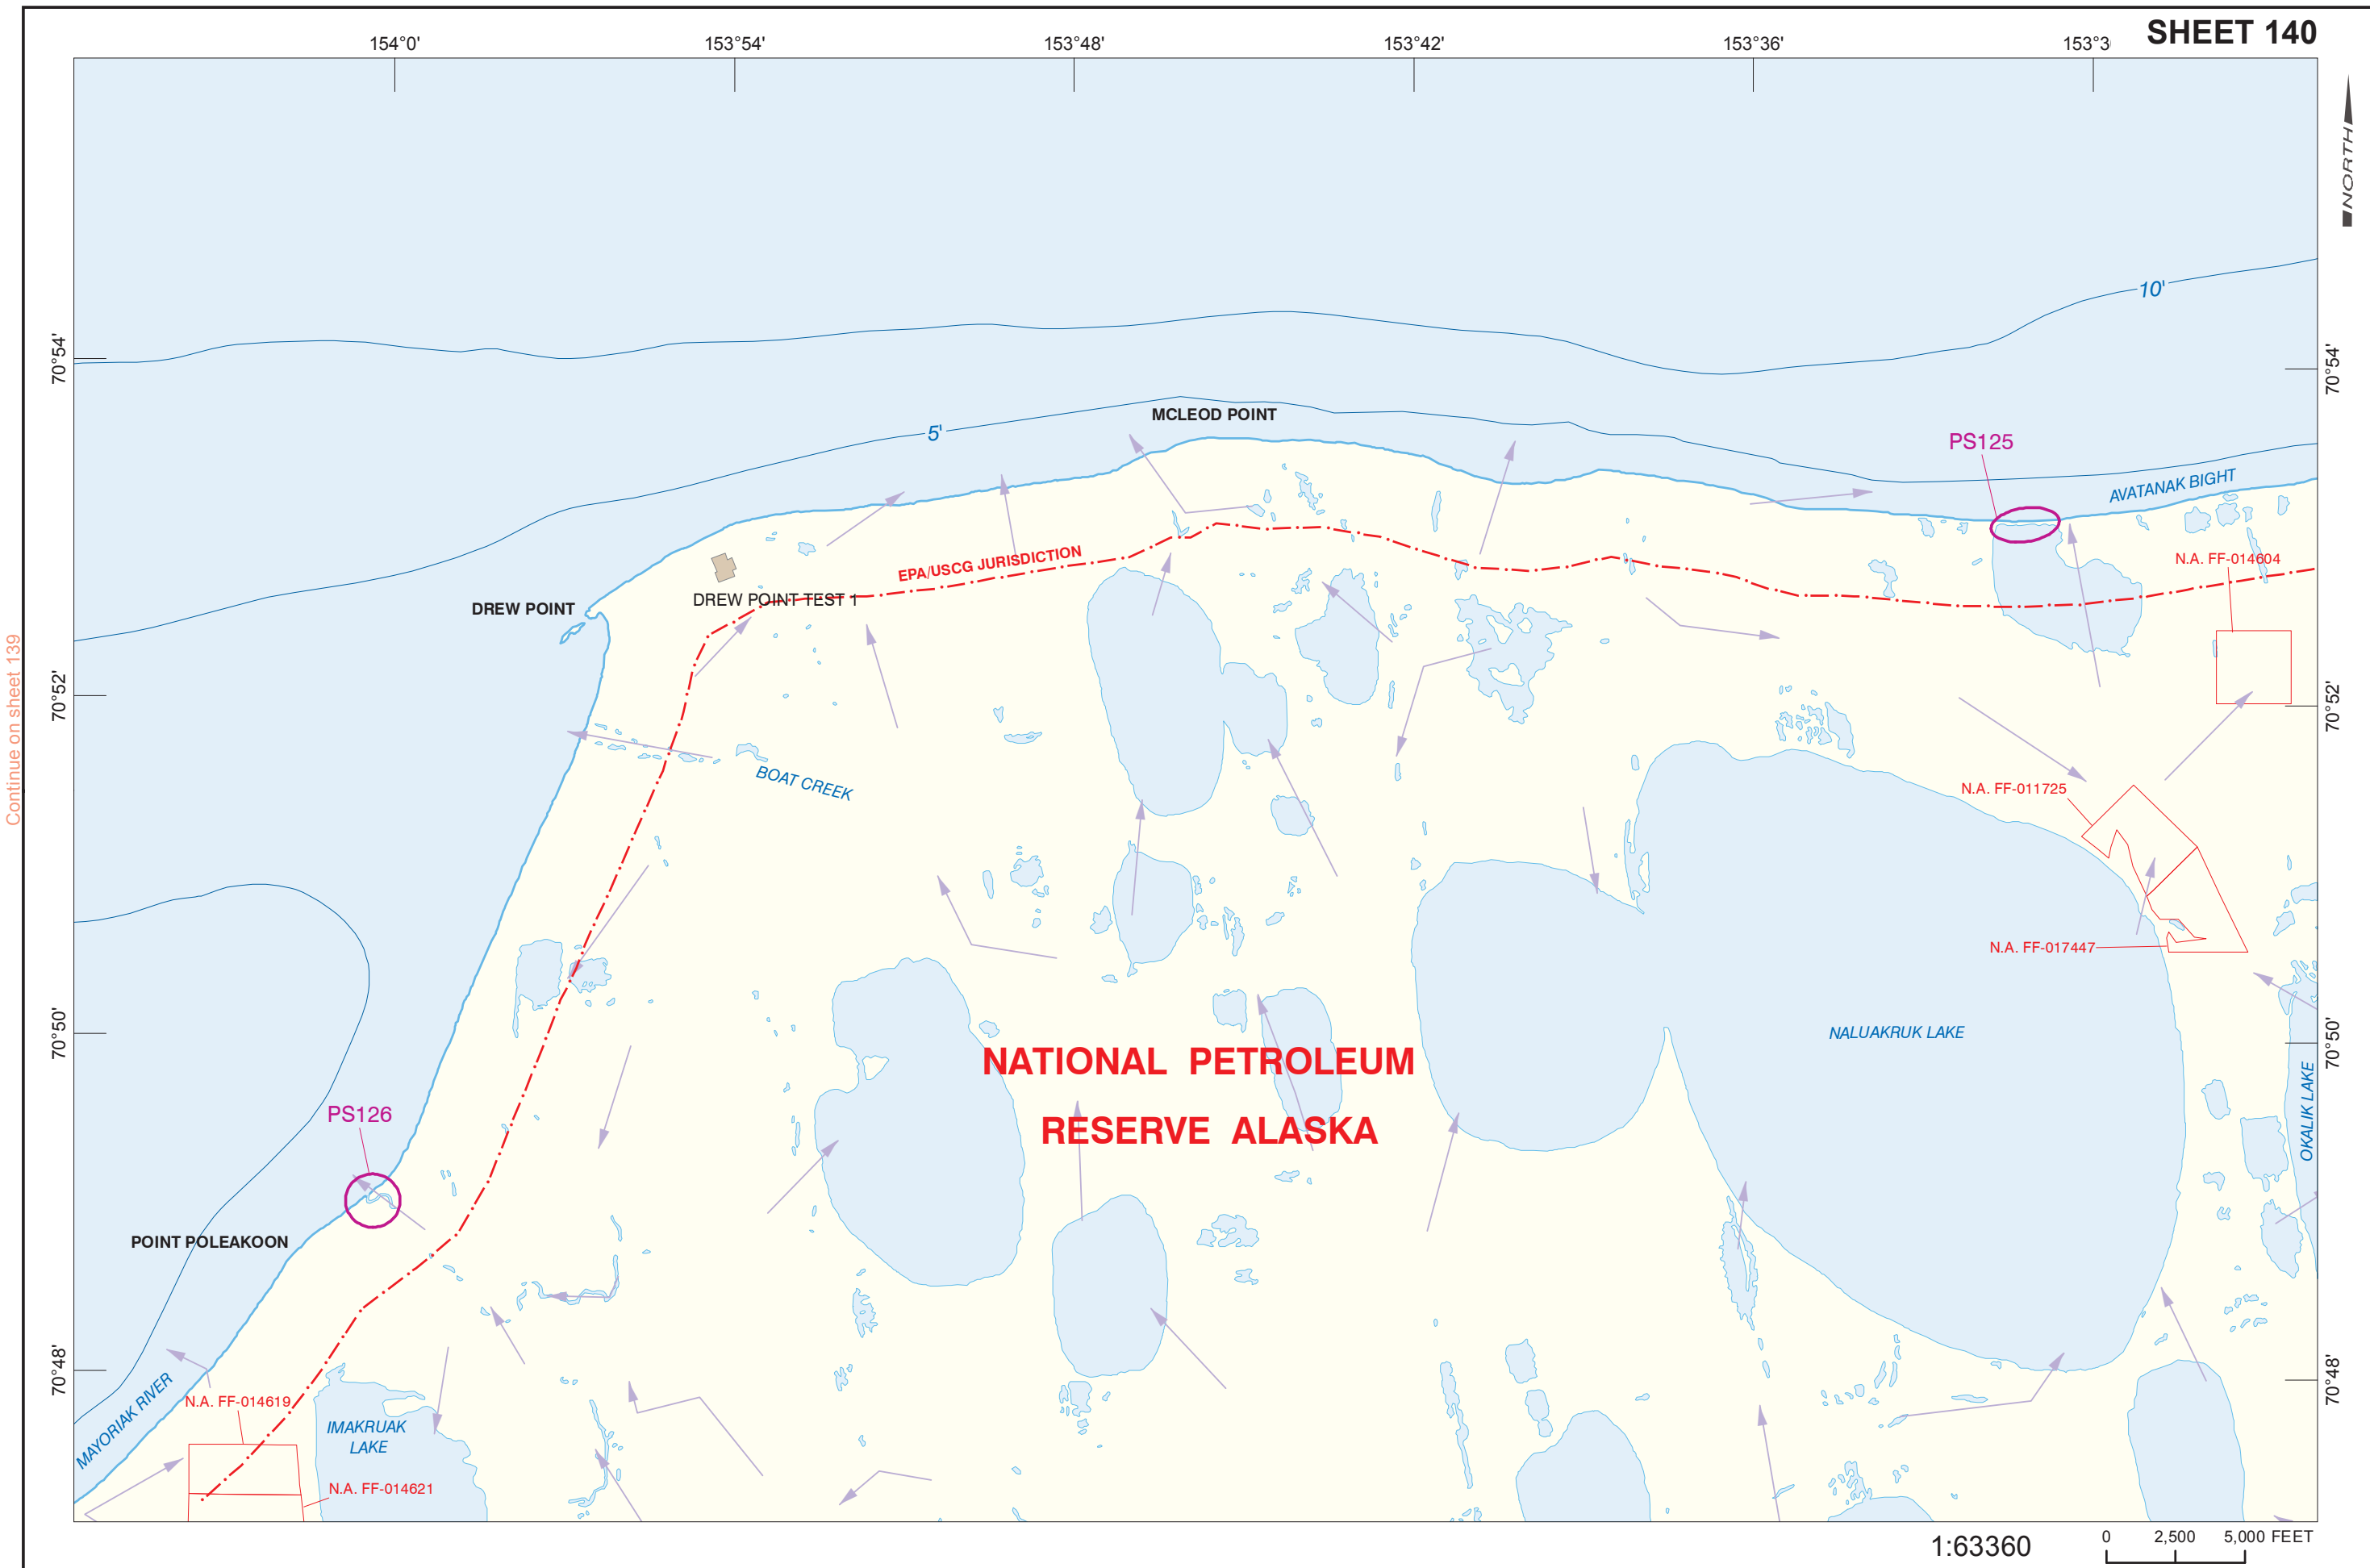 SHEET 140
154°0'
153°54'
153°48'
153°42'
153°36'
153°3
NORTH
10'
70°54'
70°54'
MCLEOD POINT
5'
PS125
AVATANAK BIGHT
N.A. FF-014604
EPA/USCG JURISDICTION
DREW POINT TEST 1
DREW POINT
Continue on sheet 139
70°52'
70°52'
BOAT CREEK
N.A. FF-011725
N.A. FF-017447
70°50'
70°50'
NALUAKRUK LAKE
NATIONAL PETROLEUM
RESERVE ALASKA
OKALIK LAKE
PS126
POINT POLEAKOON
70°48'
70°48'
MAYORIAK RIVER
N.A. FF-014619
IMAKRUAK
LAKE
N.A. FF-014621
1:63360
0 2,500 5,000 FEET